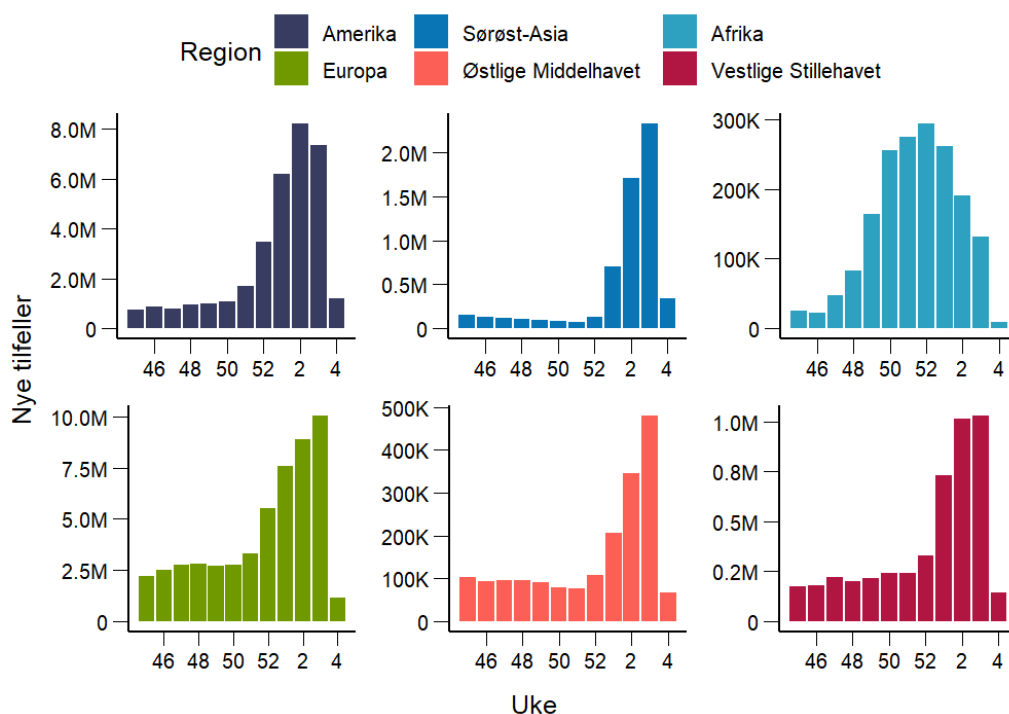 Region
Amerika
Sørøst-Asia
Afrika
Europa
Østlige Middelhavet
Vestlige Stillehavet
Nye tilfeller
8.0M
6.0M
4.0M
2.0M
0
46 48 50 52 2 4
2.0M
1.5M
1.0M
0.5M
0
46 48 50 52 2 4
300K
200K
100K
0
46 48 50 52 2 4
10.0M
7.5M
5.0M
2.5M
0
46 48 50 52 2 4
500K
400K
300K
200K
100K
0
46 48 50 52 2 4
1.0M
0.8M
0.5M
0.2M
0
46 48 50 52 2 4
Uke